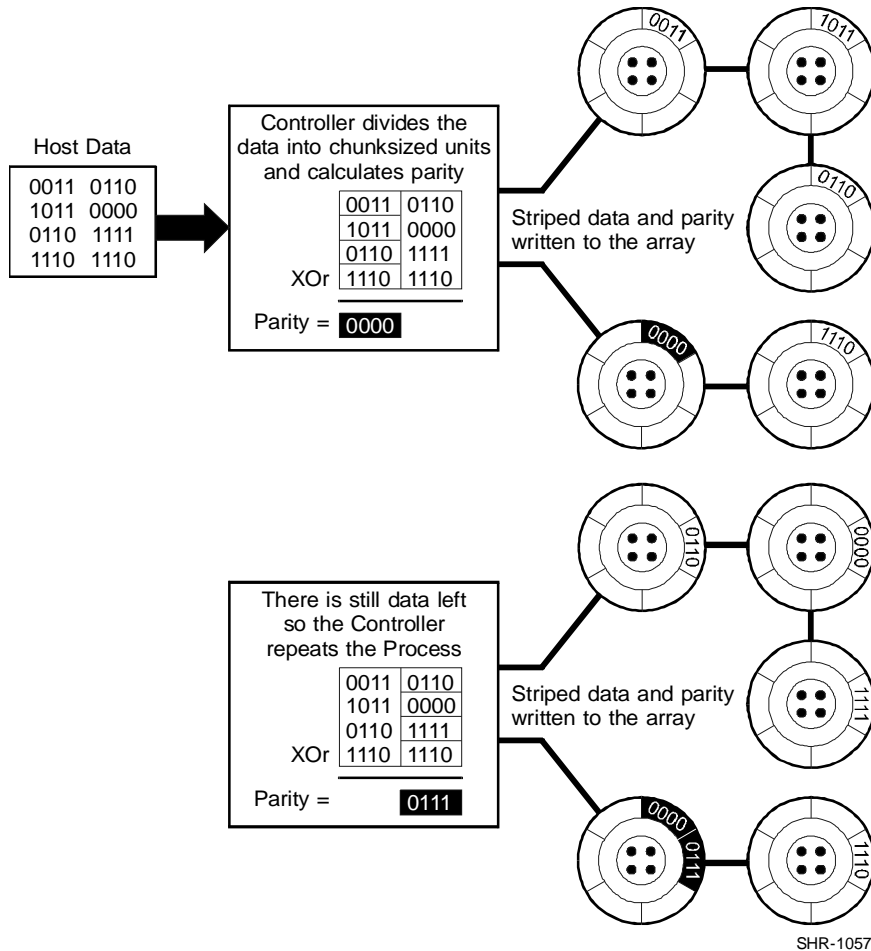 0011
1011
Host Data
0011 0110
1011 0000
0110 1111
1110 1110
Controller divides the
data into chunksized units
and calculates parity
0011 0110
1011 0000
0110 1111
XOr 1110 1110
Parity = 0000
Striped data and parity
written to the array
0110
0000
1110
There is still data left
so the Controller
repeats the Process
0011 0110
1011 0000
0110 1111
XOr 1110 1110
Parity = 0111
0110
0000
Striped data and parity
written to the array
1111
0000
0111
1110
SHR-1057